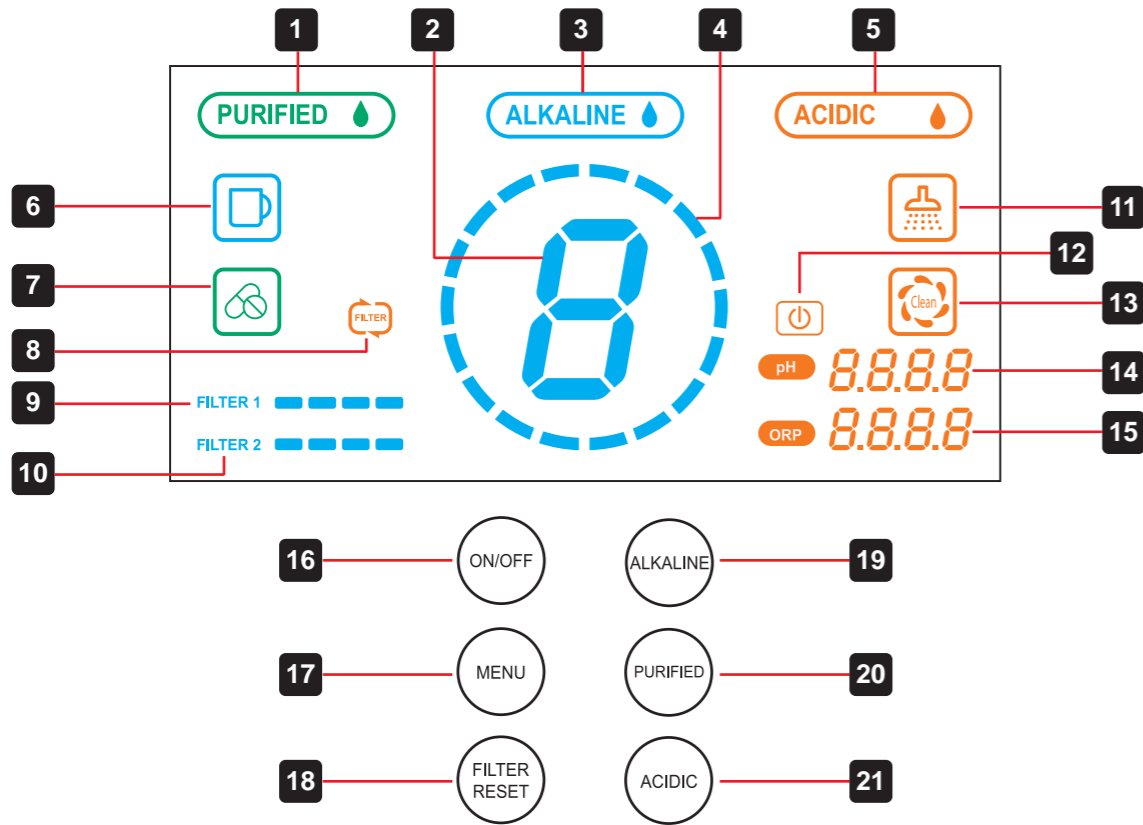 1 2 3 4 5
PURIFIED ALKALINE ACIDIC
6 11
12
7 Clean 13
8 FILTER
pH 8.8.8.8 14
9 FILTER 1 8
ORP 8.8.8.8 15
10 FILTER 2
16 ON/OFF ALKALINE 19
17 MENU PURIFIED 20
18 FILTER
RESET ACIDIC 21